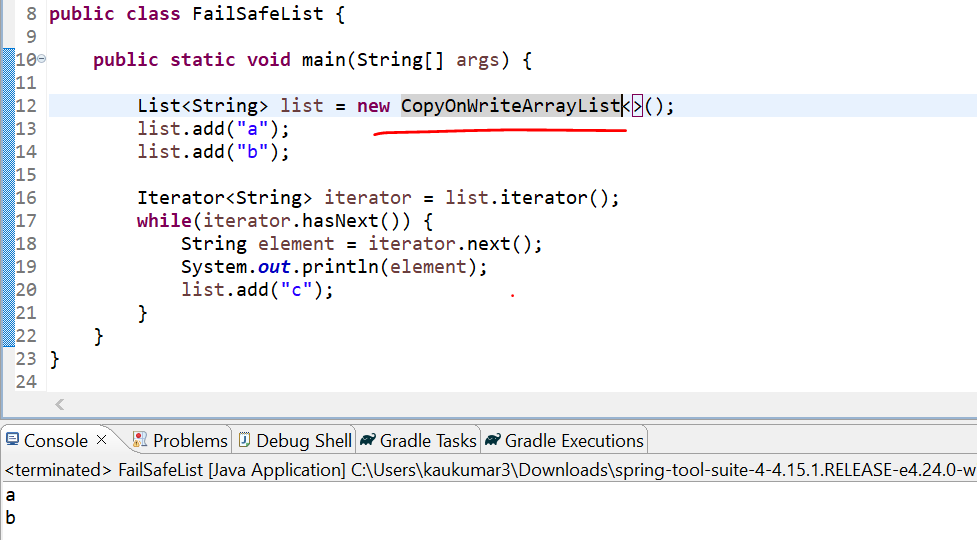 8 public class FailSafeList {
9
10 public static void main(String[] args) {
11
12 List<String> list = new CopyOnWriteArrayList<>();
13 list.add("a");
14 list.add("b");
15
16 Iterator<String> iterator = list.iterator();
17 while(iterator.hasNext()) {
18 String element = iterator.next();
19 System.out.println(element);
20 list.add("c");
21 }
22 }
23 }
24
Console Problems Debug Shell Gradle Tasks Gradle Executions
<terminated> FailSafeList [Java Application] C:\Users\kaukumar3\Downloads\spring-tool-suite-4-4.15.1.RELEASE-e4.24.0-w
a
b